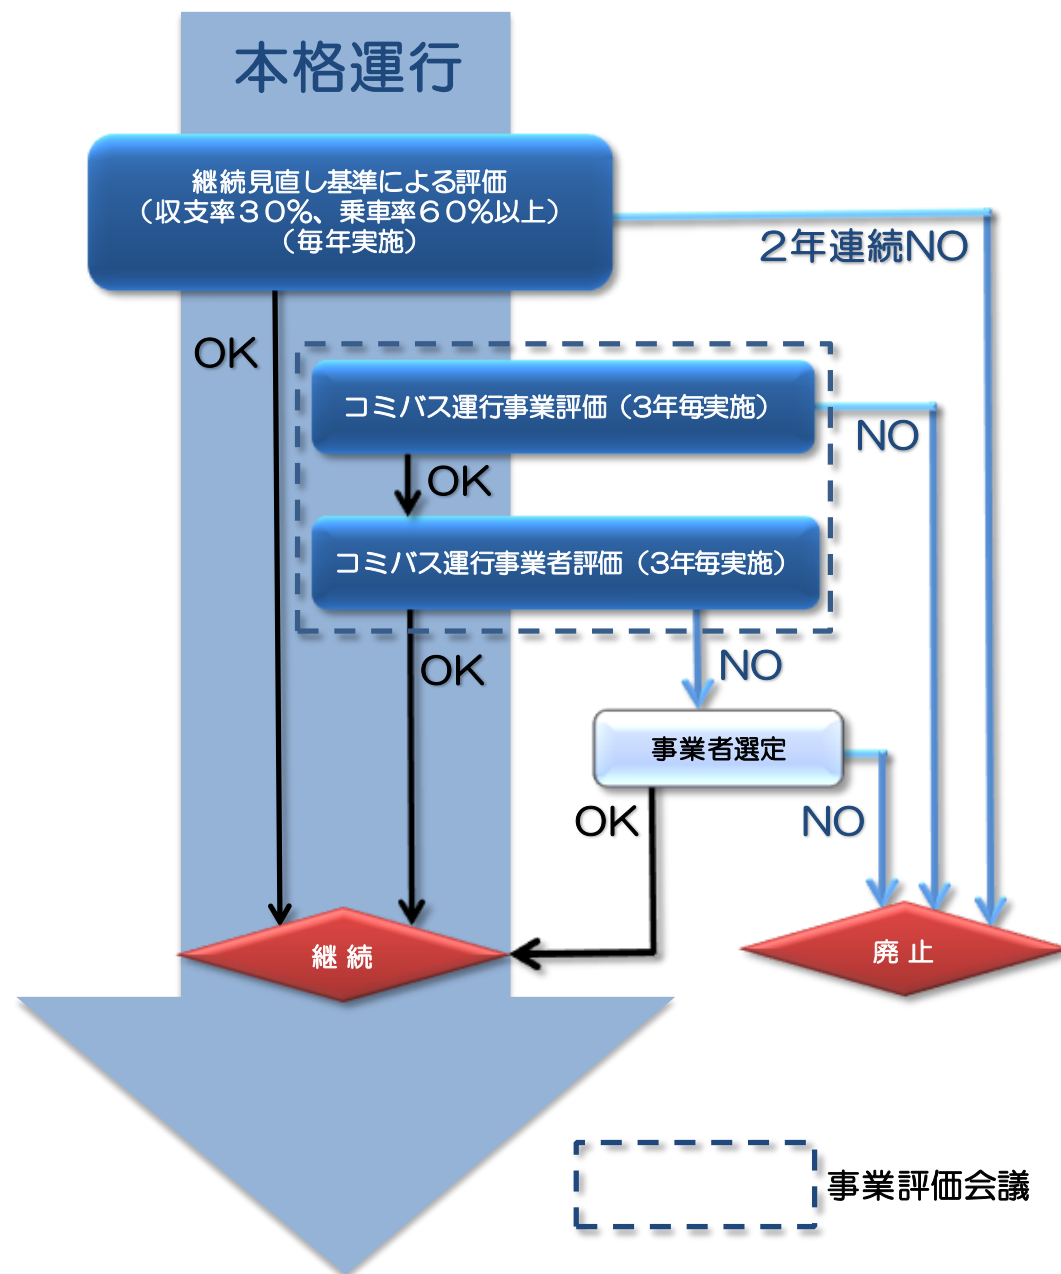 本格運行
継続見直し基準による評価
（収支率３０％、乗車率６０％以上）
（毎年実施）
２年連続NO
OK
コミバス運行事業評価（３年毎実施）
NO
OK
コミバス運行事業者評価（３年毎実施）
OK
NO
事業者選定
OK
NO
継 続
廃 止
事業評価会議